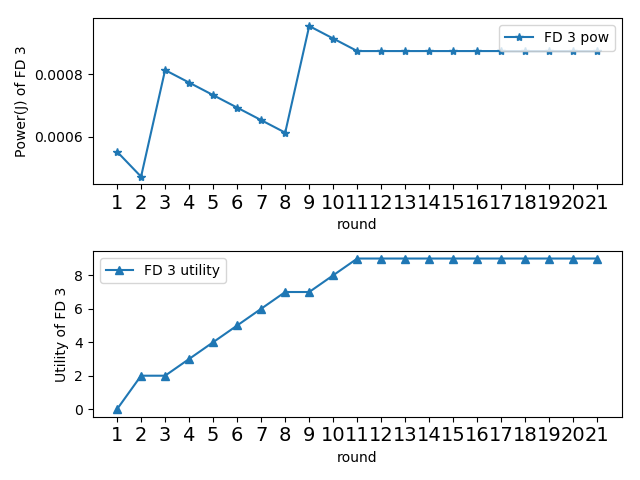 Power(J) of FD 3
FD 3 pow
0.0008
0.0006
1 2 3 4 5 6 7 8 9 10 11 12 13 14 15 16 17 18 19 20 21
round
Utility of FD 3
FD 3 utility
8
6
4
2
0
1 2 3 4 5 6 7 8 9 10 11 12 13 14 15 16 17 18 19 20 21
round